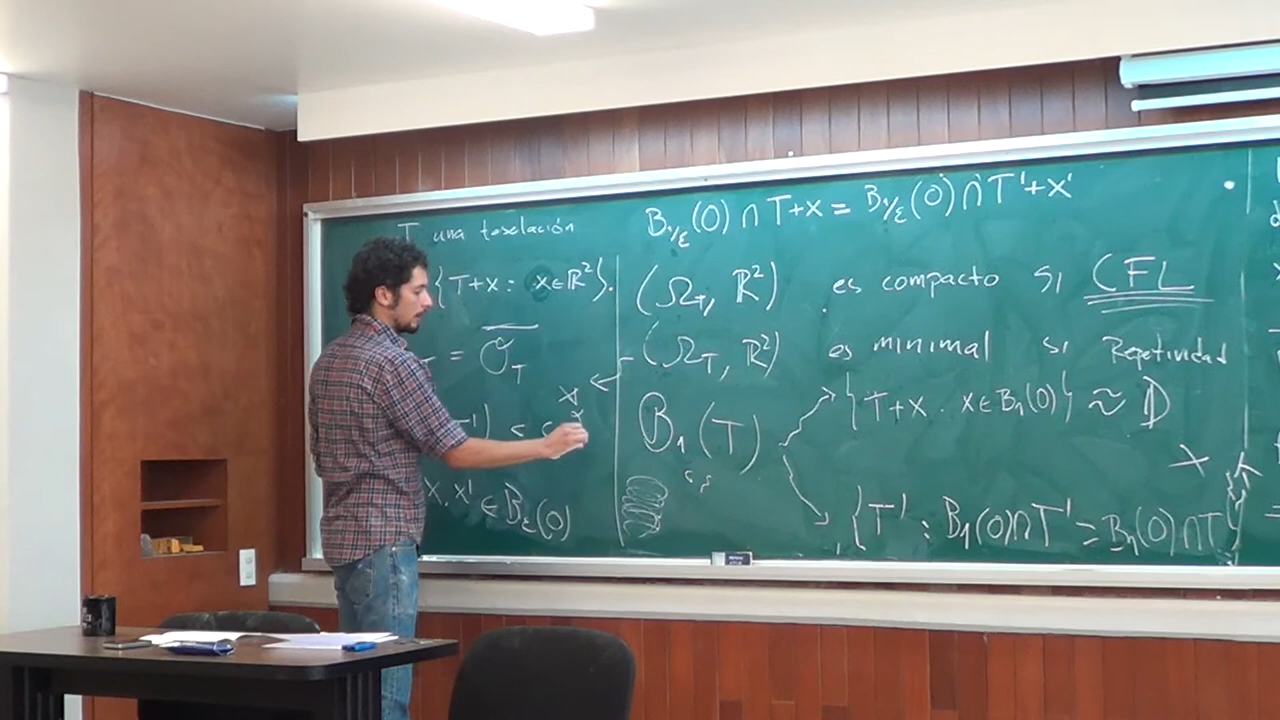 T una teselación
{T+x = x∈ℝ²}.
= O_T
x, x' ∈ B_ε(0)
B_{1/ε}(0) ∩ T+x = B_{1/ε}(0) ∩ T'+x'
(Ω_T, ℝ²) es compacto si CFL
(Ω_T, ℝ²) es minimal si Repetividad
B_1(T)
{T+x . x∈B_1(0)} ≈ D
x
{T' : B_1(0)∩T' = B_1(0)∩T